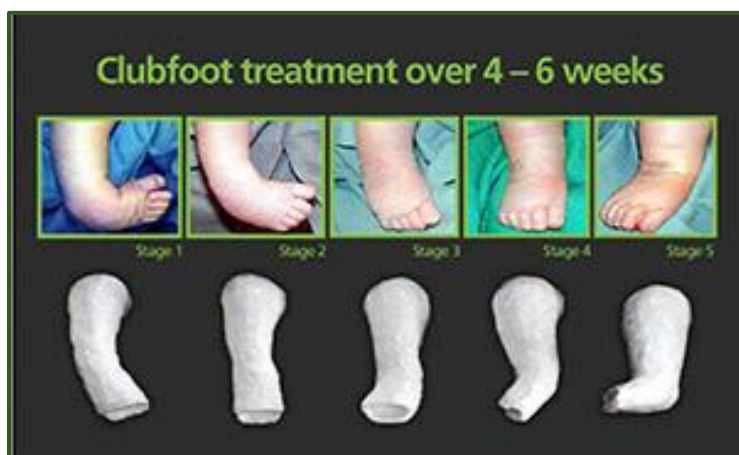 Clubfoot treatment over 4 – 6 weeks
Stage 1
Stage 2
Stage 3
Stage 4
Stage 5